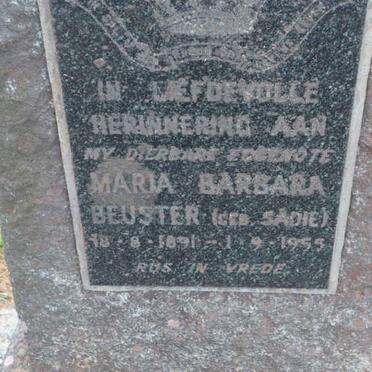 IN LIEFDEVOLLE
HERINNERING AAN
MY DIERBARE EGGENOTE
MARIA BARBARA
BEUSTER (GEB. SADIE)
18-8-1891 - 1-9-1955
RUS IN VREDE